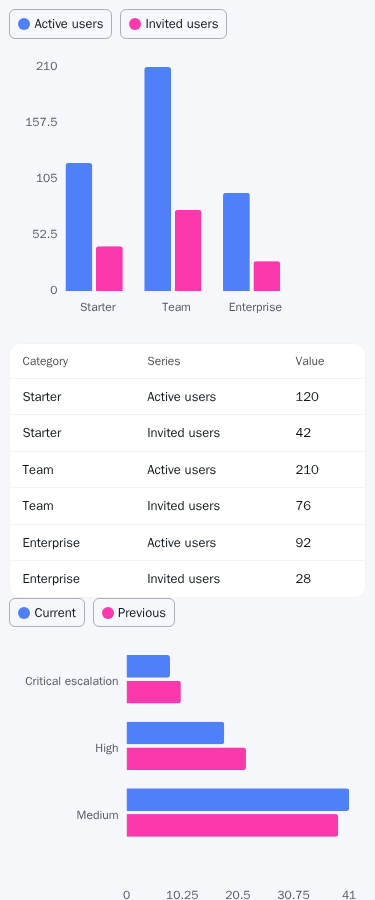 Active users Invited users
210
157.5
105
52.5
0
Starter Team Enterprise
Category Series Value
Starter Active users 120
Starter Invited users 42
Team Active users 210
Team Invited users 76
Enterprise Active users 92
Enterprise Invited users 28
Current Previous
Critical escalation
High
Medium
0 10.25 20.5 30.75 41